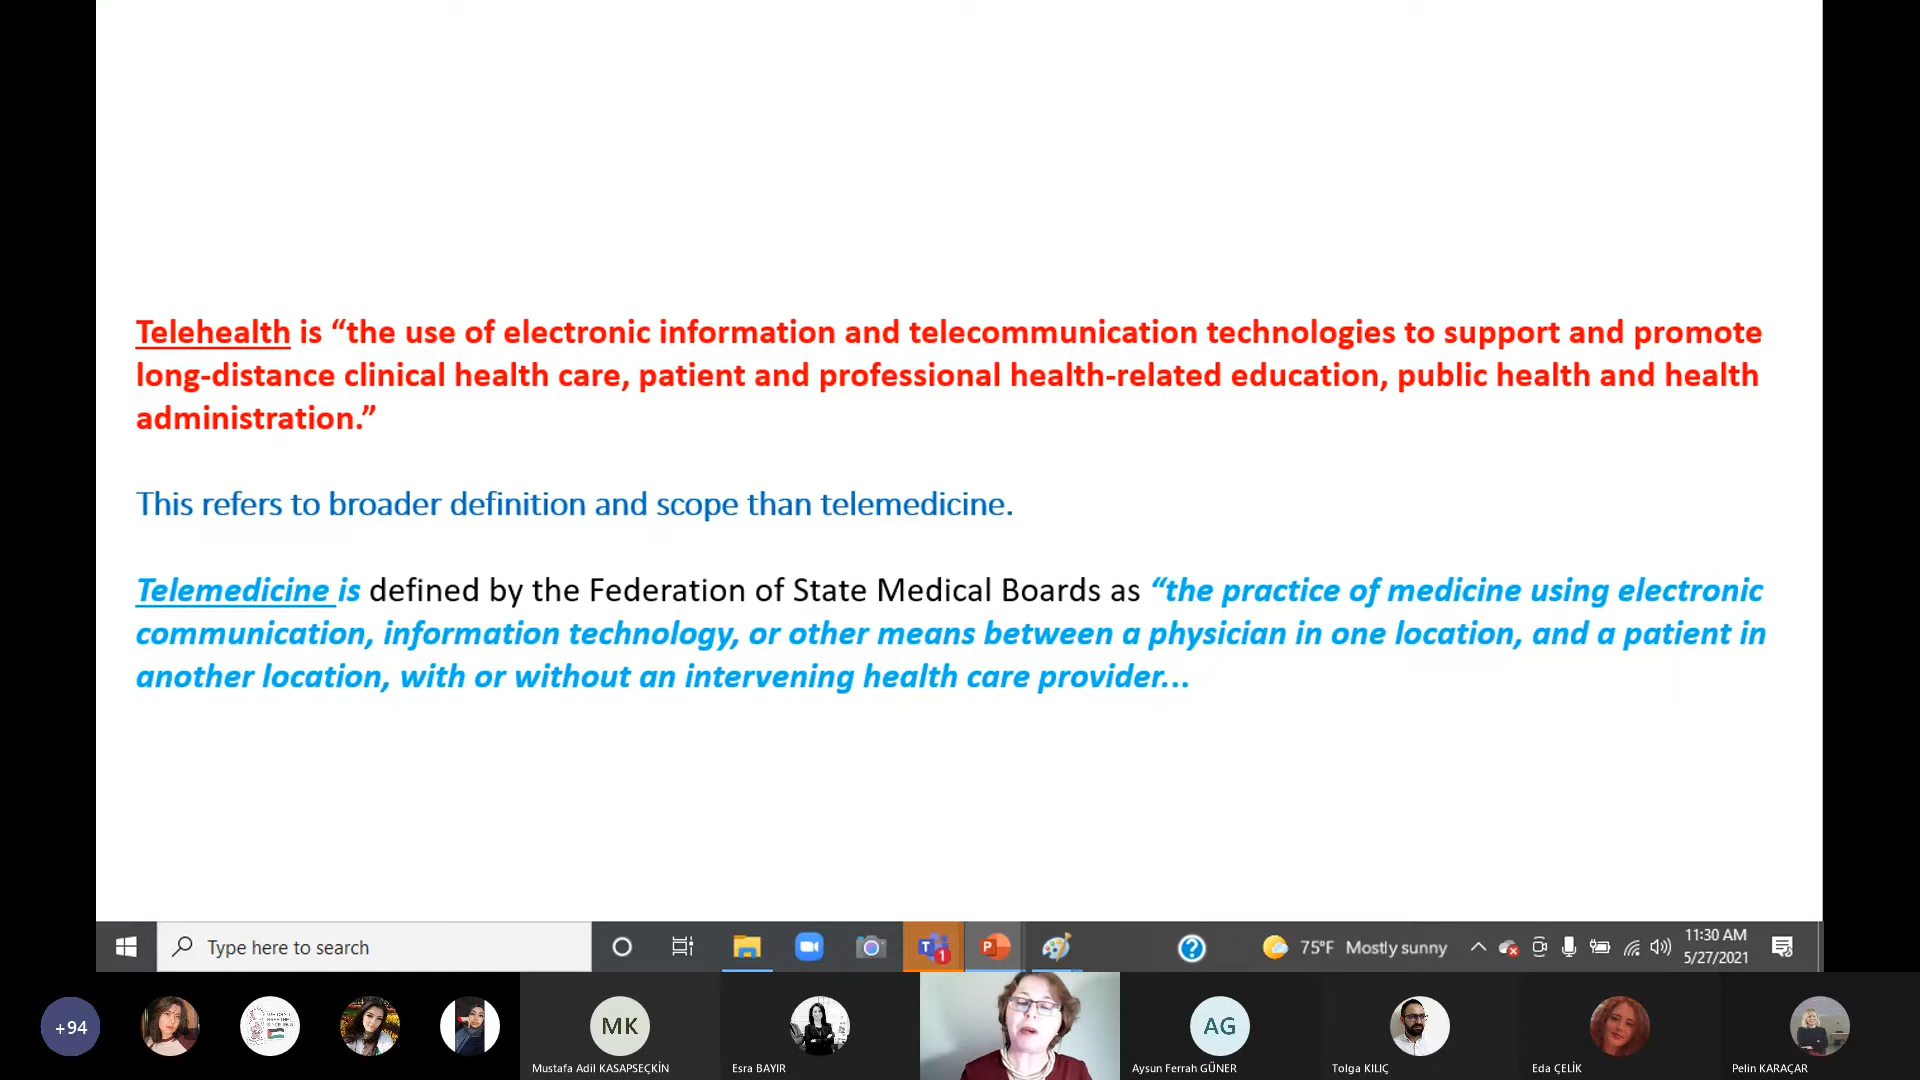 Telehealth is “the use of electronic information and telecommunication technologies to support and promote
long-distance clinical health care, patient and professional health-related education, public health and health
administration.”
This refers to broader definition and scope than telemedicine.
Telemedicine is defined by the Federation of State Medical Boards as “the practice of medicine using electronic
communication, information technology, or other means between a physician in one location, and a patient in
another location, with or without an intervening health care provider...
Type here to search
75°F Mostly sunny
11:30 AM
5/27/2021
+94
MK
AG
Mustafa Adil KASAPSEÇKİN
Esra BAYIR
Aysun Ferrah GÜNER
Tolga KILIÇ
Eda ÇELİK
Pelin KARAÇAR